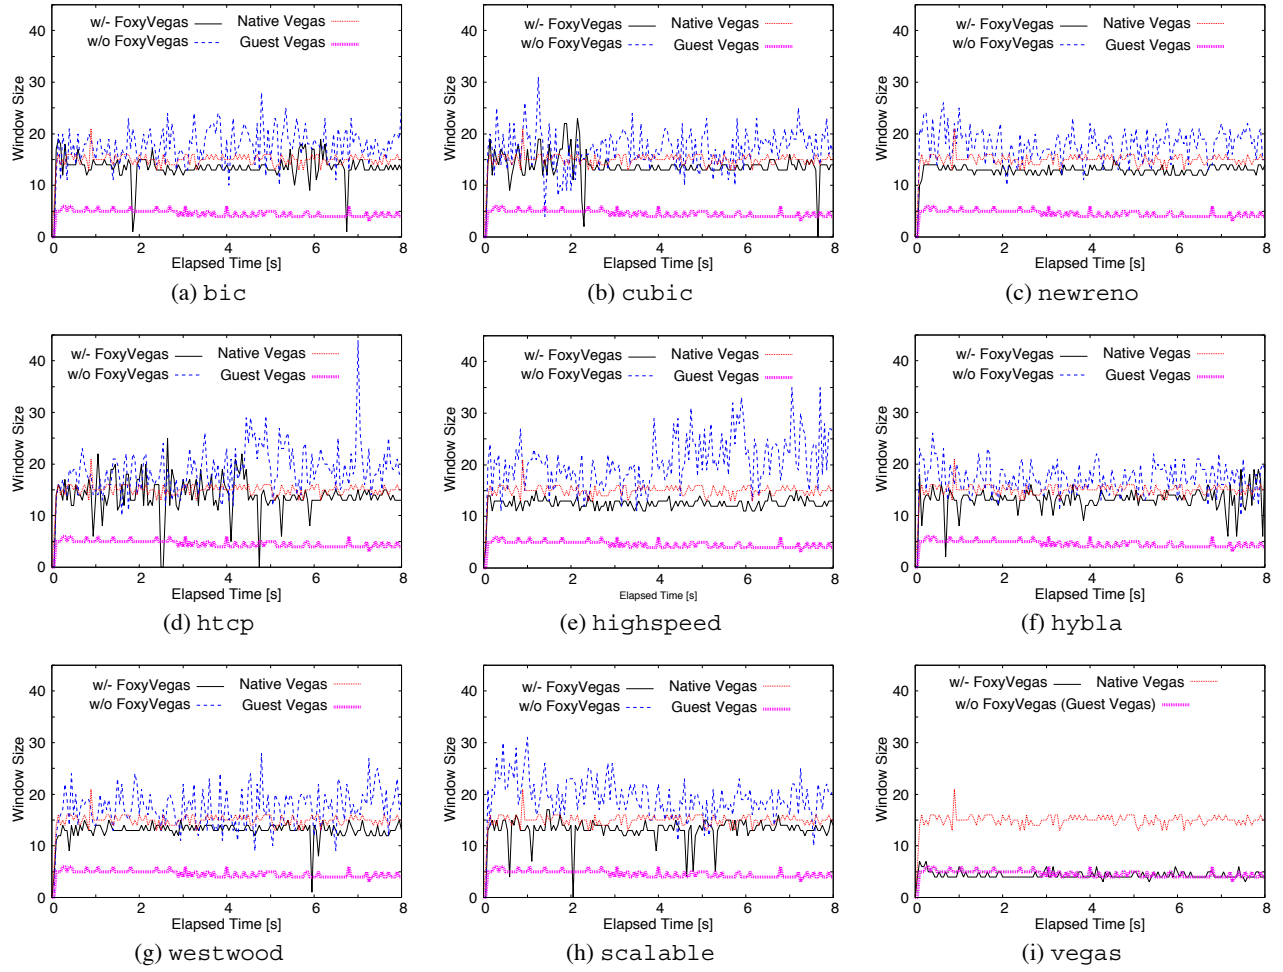 w/- FoxyVegas Native Vegas
w/o FoxyVegas Guest Vegas
Window Size
40
30
20
10
0
0 2 4 6 8
Elapsed Time [s]
(a) bic
w/- FoxyVegas Native Vegas
w/o FoxyVegas Guest Vegas
Window Size
40
30
20
10
0
0 2 4 6 8
Elapsed Time [s]
(b) cubic
w/- FoxyVegas Native Vegas
w/o FoxyVegas Guest Vegas
Window Size
40
30
20
10
0
0 2 4 6 8
Elapsed Time [s]
(c) newreno
w/- FoxyVegas Native Vegas
w/o FoxyVegas Guest Vegas
Window Size
40
30
20
10
0
0 2 4 6 8
Elapsed Time [s]
(d) htcp
w/- FoxyVegas Native Vegas
w/o FoxyVegas Guest Vegas
Window Size
40
30
20
10
0
0 2 4 6 8
Elapsed Time [s]
(e) highspeed
w/- FoxyVegas Native Vegas
w/o FoxyVegas Guest Vegas
Window Size
40
30
20
10
0
0 2 4 6 8
Elapsed Time [s]
(f) hybla
w/- FoxyVegas Native Vegas
w/o FoxyVegas Guest Vegas
Window Size
40
30
20
10
0
0 2 4 6 8
Elapsed Time [s]
(g) westwood
w/- FoxyVegas Native Vegas
w/o FoxyVegas Guest Vegas
Window Size
40
30
20
10
0
0 2 4 6 8
Elapsed Time [s]
(h) scalable
w/- FoxyVegas Native Vegas
w/o FoxyVegas (Guest Vegas)
Window Size
40
30
20
10
0
0 2 4 6 8
Elapsed Time [s]
(i) vegas